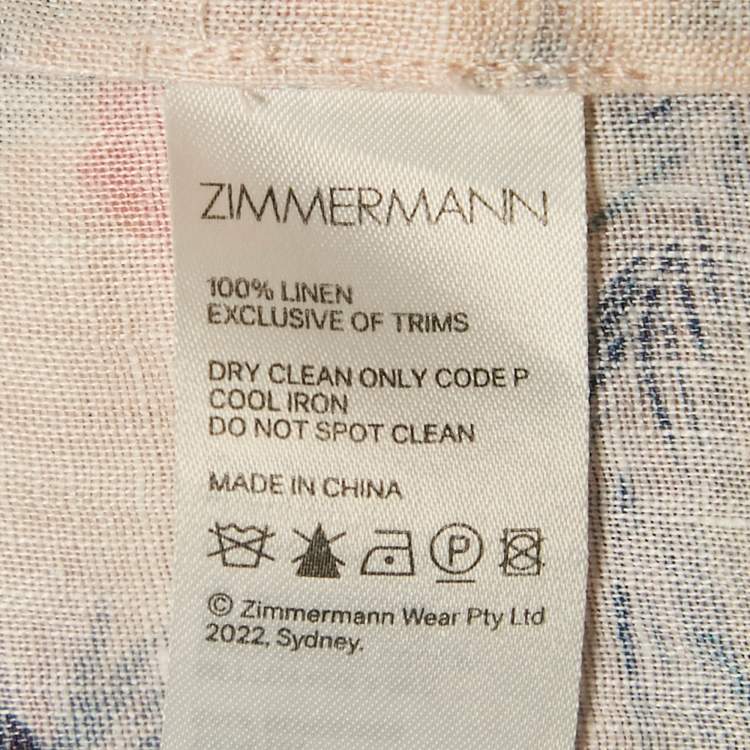 ZIMMERMANN
100% LINEN
EXCLUSIVE OF TRIMS
DRY CLEAN ONLY CODE P
COOL IRON
DO NOT SPOT CLEAN
MADE IN CHINA
P
© Zimmermann Wear Pty Ltd
2022, Sydney.